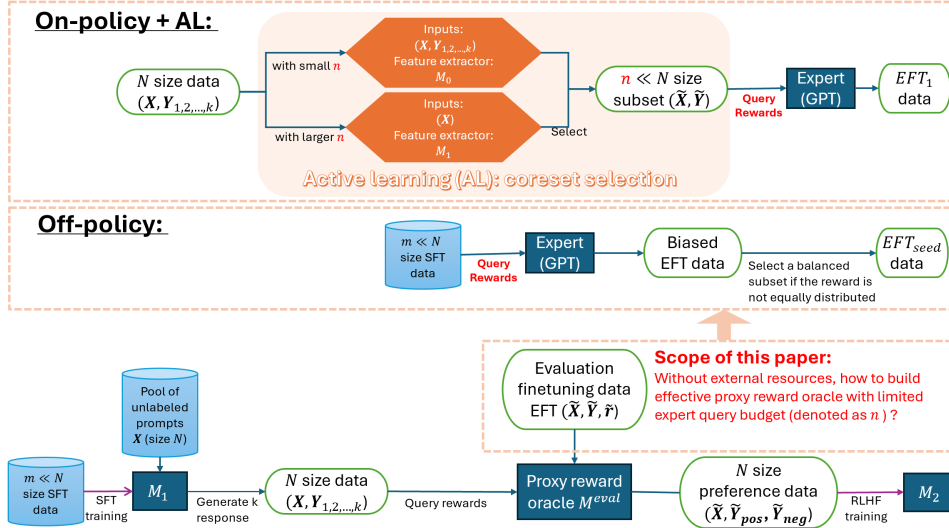 On-policy + AL:
N size data
(X, Y₁,₂,...,ₖ)
with small n
with larger n
Inputs:
(X, Y₁,₂,...,ₖ)
Feature extractor:
M₀
Inputs:
(X)
Feature extractor:
M₁
Select
n ≪ N size
subset (X̃, Ỹ)
Query
Rewards
Expert
(GPT)
EFT₁
data
Active learning (AL): coreset selection
Off-policy:
m ≪ N
size SFT
data
Query
Rewards
Expert
(GPT)
Biased
EFT data
Select a balanced
subset if the reward is
not equally distributed
EFTseed
data
Evaluation
finetuning data
EFT (X̃, Ỹ, r̃)
Scope of this paper:
Without external resources, how to build
effective proxy reward oracle with limited
expert query budget (denoted as n) ?
Pool of
unlabeled
prompts
X (size N)
m ≪ N
size SFT
data
SFT
training
M₁
Generate k
response
N size data
(X, Y₁,₂,...,ₖ)
Query rewards
Proxy reward
oracle M^eval
N size
preference data
(X̃, Ỹpos, Ỹneg)
RLHF
training
M₂